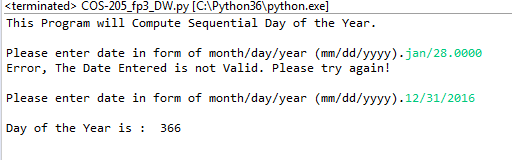 <terminated> COS-205_fp3_DW.py [C:\Python36\python.exe]
This Program will Compute Sequential Day of the Year.
Please enter date in form of month/day/year (mm/dd/yyyy).jan/28.0000
Error, The Date Entered is not Valid. Please try again!
Please enter date in form of month/day/year (mm/dd/yyyy).12/31/2016
Day of the Year is :  366